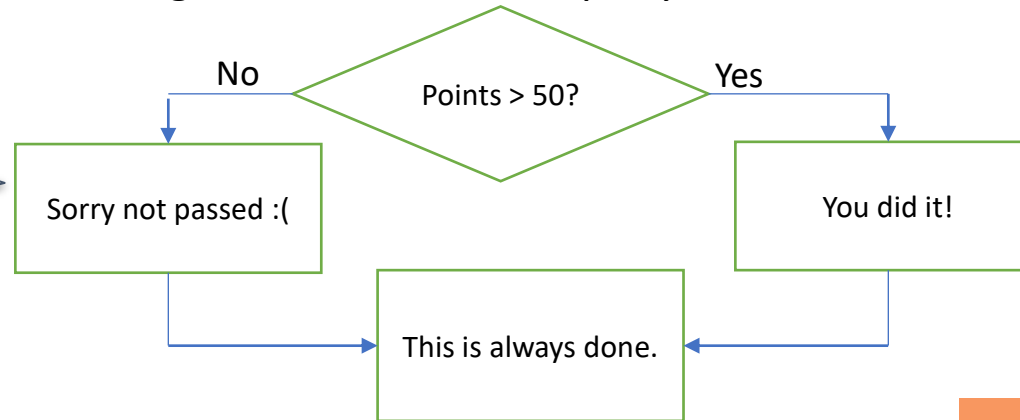 No
Yes
Points > 50?
Sorry not passed :(
You did it!
This is always done.